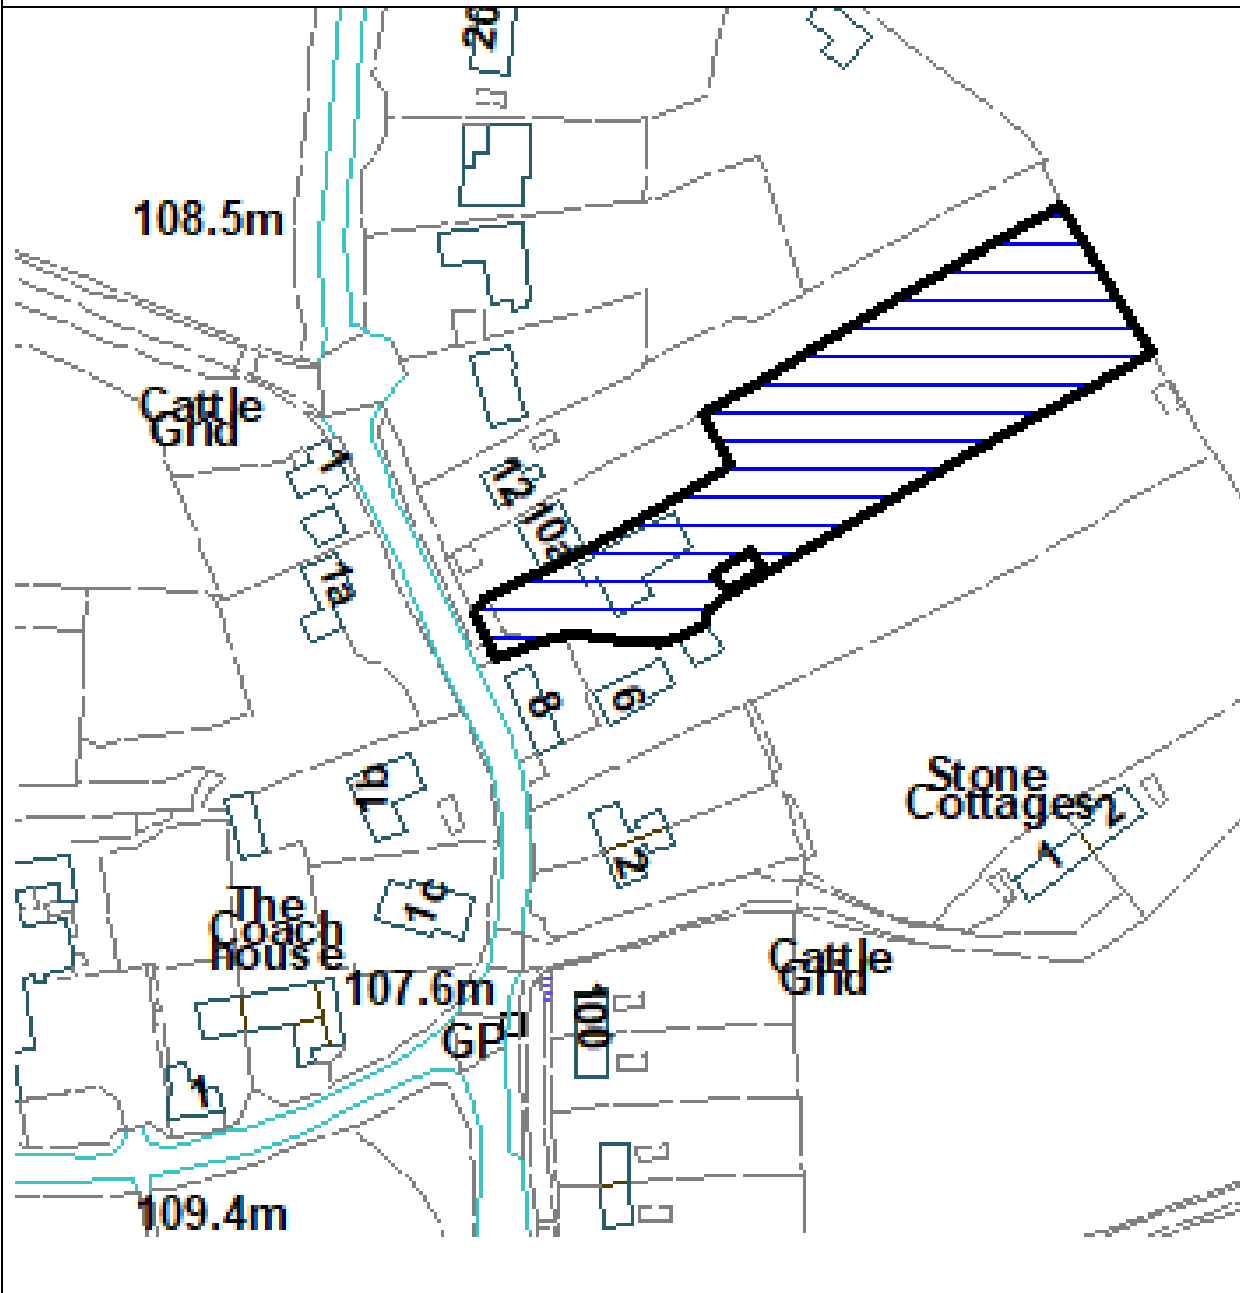 26
108.5m
Cattle
Grid
1
12
10a
1a
8
6
1b
Stone
Cottages
2
1
2
1c
The
Coach
house
Cattle
Grid
107.6m
100
GP
1
109.4m